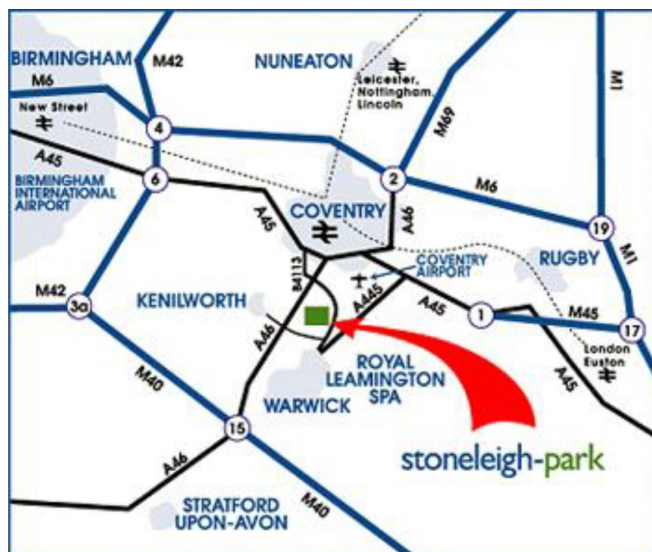 BIRMINGHAM
M42
NUNEATON
M6
Leicester,
Nottingham,
Lincoln
M1
New Street
4
M69
A45
6
2
M6
BIRMINGHAM
INTERNATIONAL
AIRPORT
A45
COVENTRY
A46
19
M1
B4113
COVENTRY
AIRPORT
RUGBY
M42
3a
KENILWORTH
A445
A45
1
M45
17
A46
ROYAL
LEAMINGTON
SPA
London
Euston
A45
M40
WARWICK
15
stoneleigh-park
A46
M40
STRATFORD
UPON-AVON